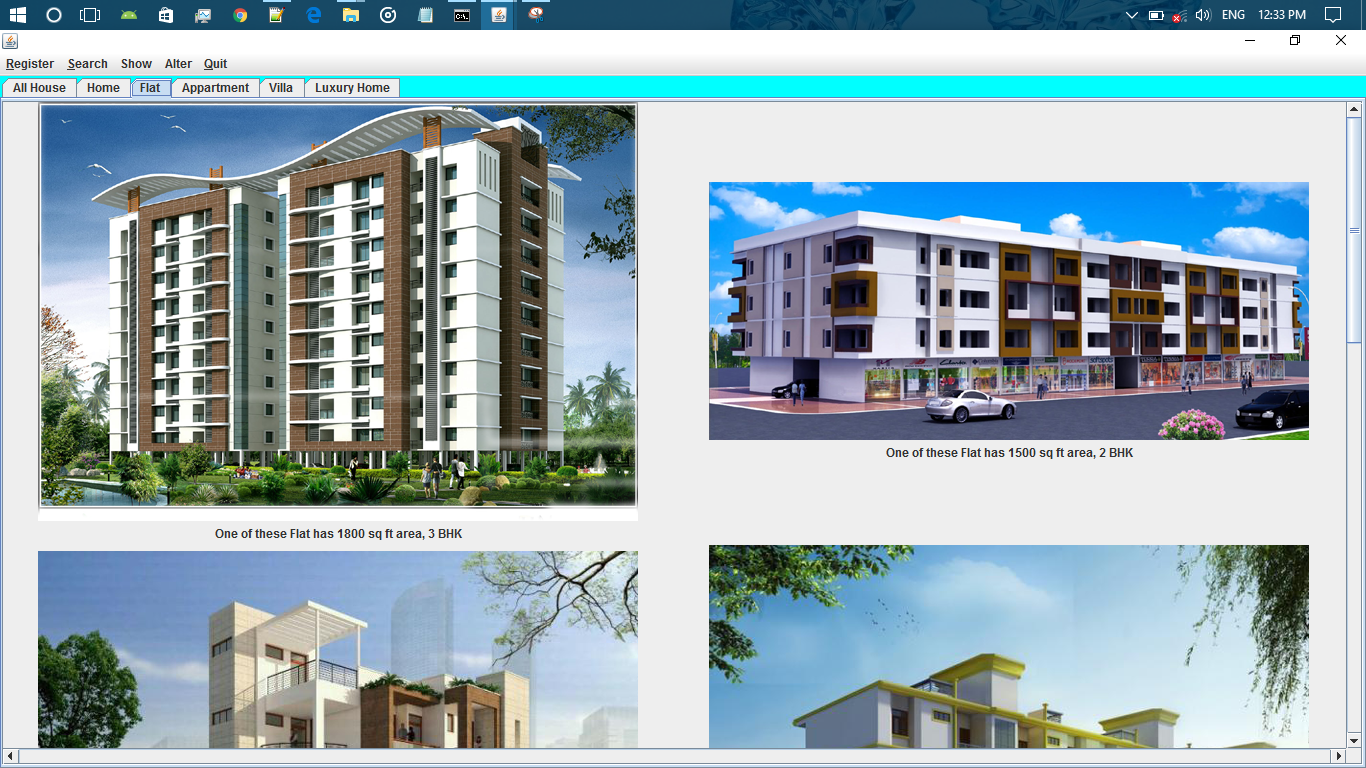 ENG 12:33 PM
Register Search Show Alter Quit
All House Home Flat Appartment Villa Luxury Home
One of these Flat has 1500 sq ft area, 2 BHK
One of these Flat has 1800 sq ft area, 3 BHK